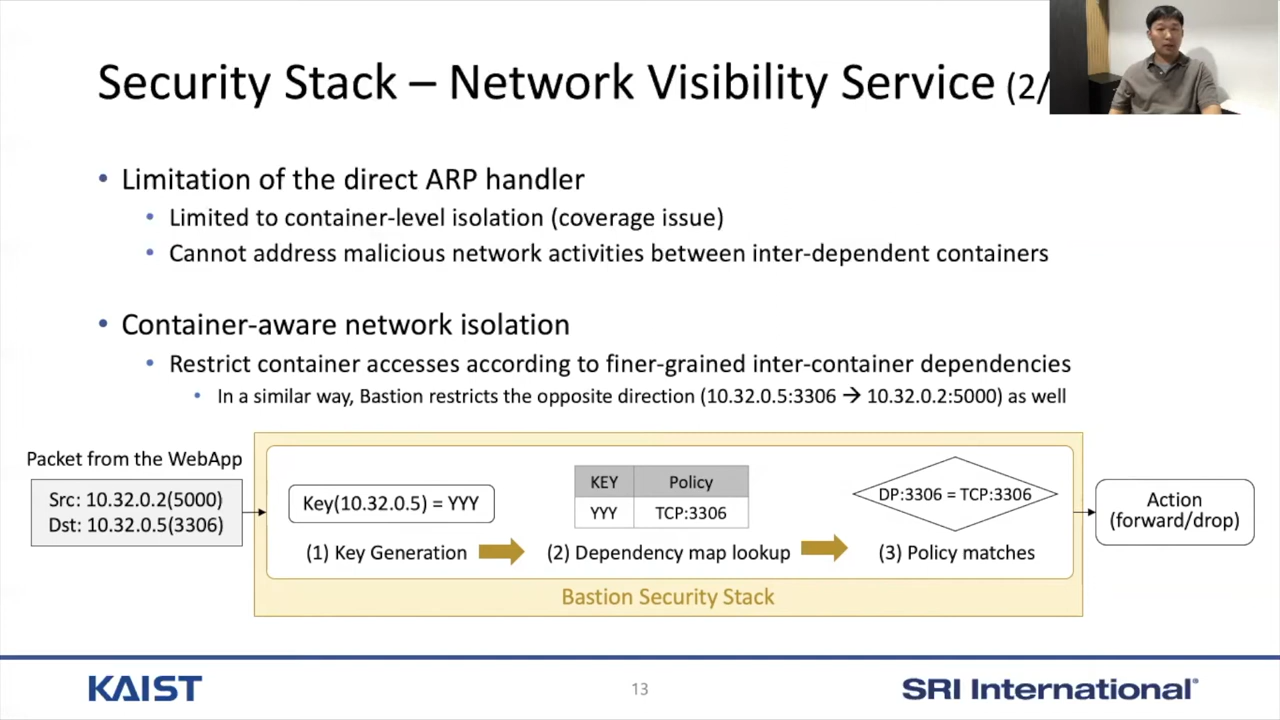 Security Stack – Network Visibility Service (2/
• Limitation of the direct ARP handler
• Limited to container-level isolation (coverage issue)
• Cannot address malicious network activities between inter-dependent containers
• Container-aware network isolation
• Restrict container accesses according to finer-grained inter-container dependencies
• In a similar way, Bastion restricts the opposite direction (10.32.0.5:3306 → 10.32.0.2:5000) as well
Packet from the WebApp
Src: 10.32.0.2(5000)
Dst: 10.32.0.5(3306)
Key(10.32.0.5) = YYY
(1) Key Generation
KEY Policy
YYY TCP:3306
(2) Dependency map lookup
DP:3306 = TCP:3306
(3) Policy matches
Action
(forward/drop)
Bastion Security Stack
KAIST
13
SRI International®